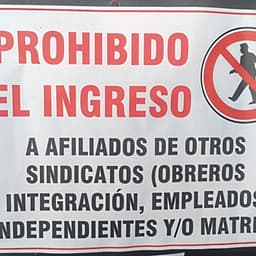 PROHIBIDO
EL INGRESO
A AFILIADOS DE OTROS
SINDICATOS (OBREROS
INTEGRACIÓN, EMPLEADOS
INDEPENDIENTES Y/O